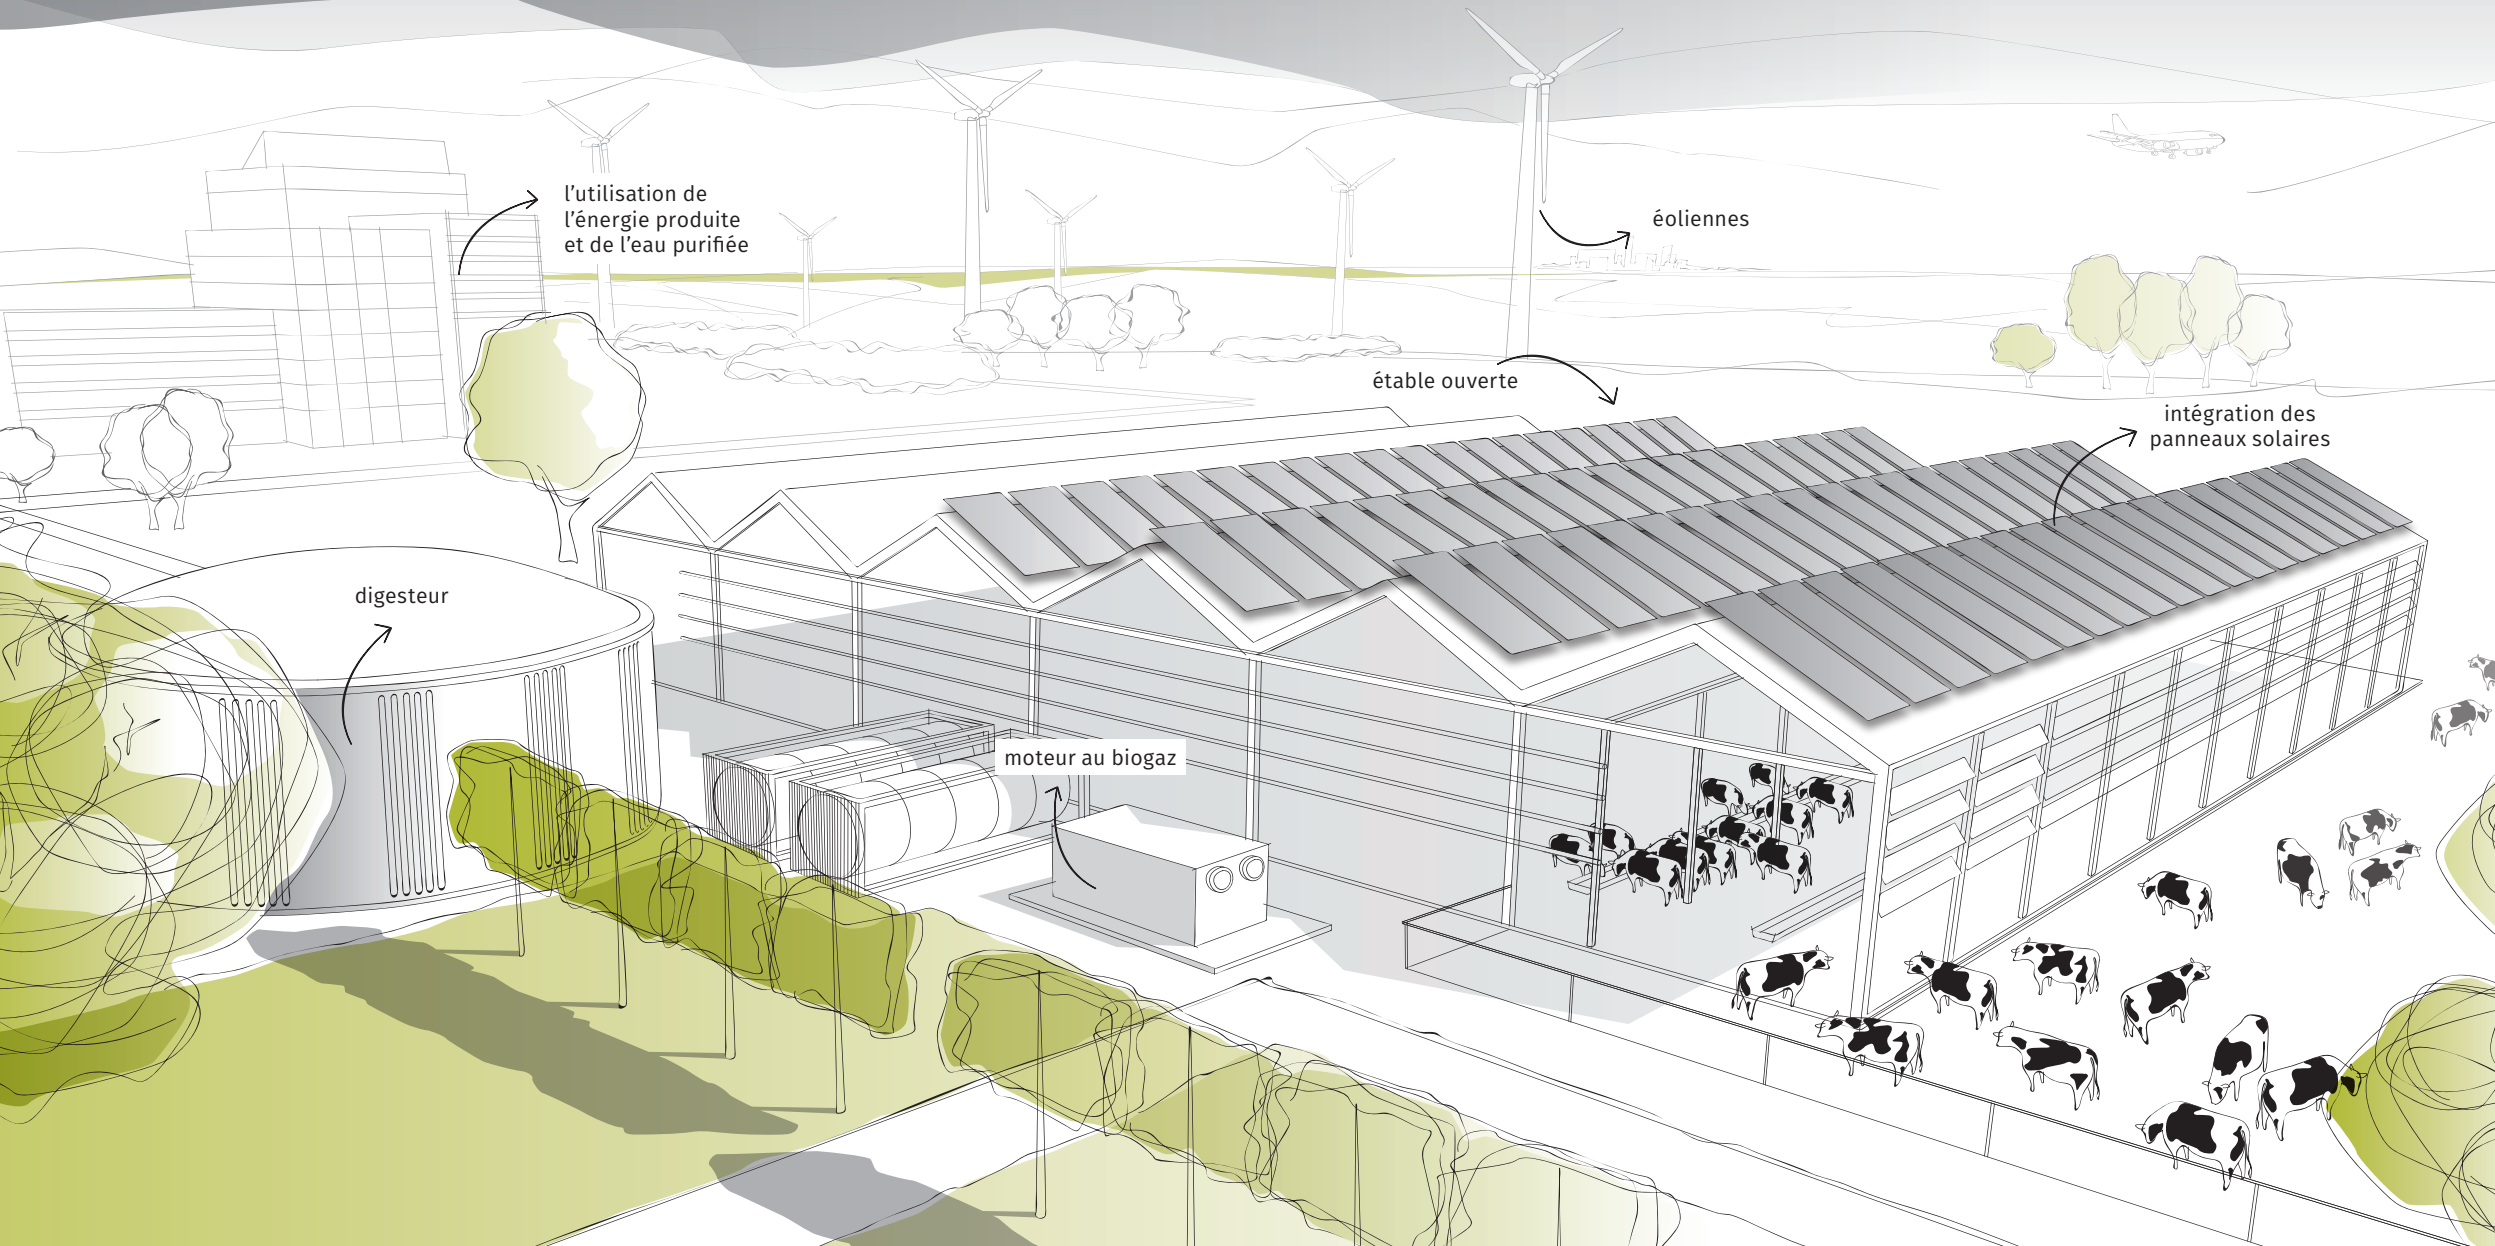 l'utilisation de
l'énergie produite
et de l'eau purifiée
éoliennes
étable ouverte
intégration des
panneaux solaires
digesteur
moteur au biogaz